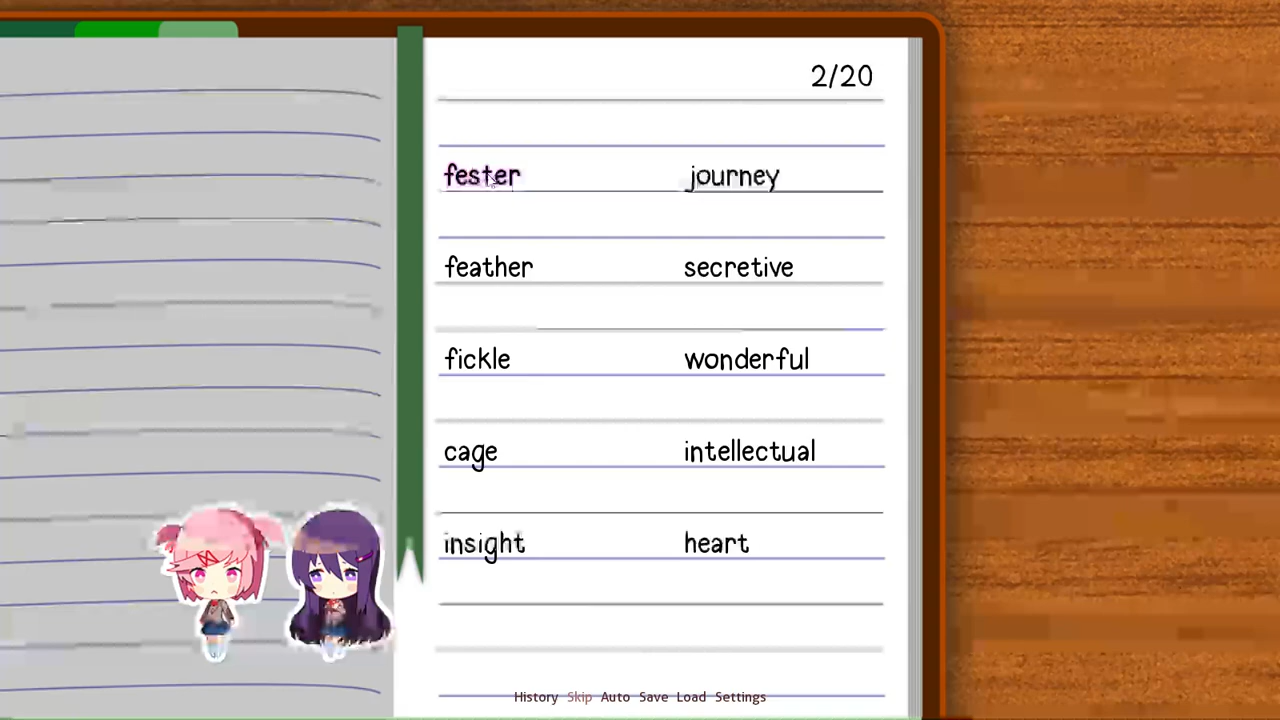 2/20
fester journey
feather secretive
fickle wonderful
cage intellectual
insight heart
History Skip Auto Save Load Settings